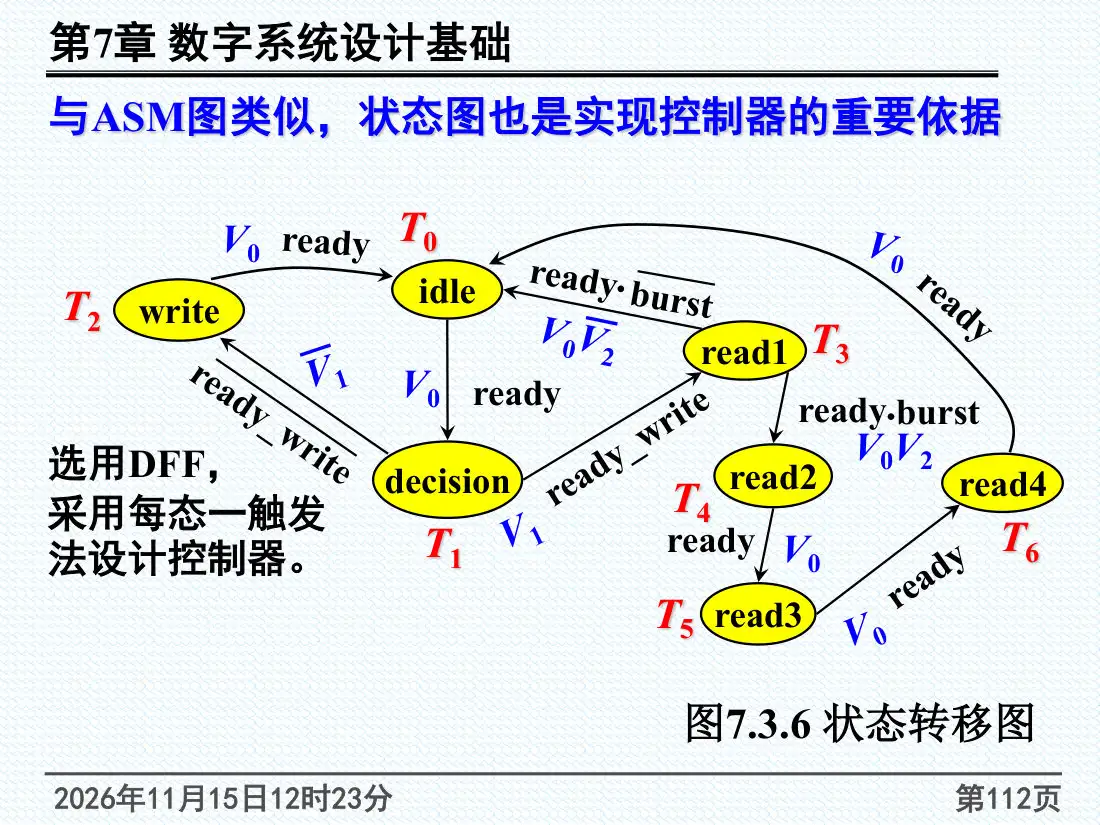 第7章 数字系统设计基础
与ASM图类似，状态图也是实现控制器的重要依据
V₀ ready
T₀
V₀ ready
T₂
write
idle
ready·b̅u̅r̅s̅t̅
V₀V̅₂
read1
T₃
V̅₁
r̅e̅a̅d̅y̅_̅w̅r̅i̅t̅e̅
V₀ ready
ready_write
V₁
ready·burst
V₀V₂
选用DFF，
采用每态一触发
法设计控制器。
decision
T₁
read2
T₄
read4
T₆
ready V₀
T₅
read3
ready
V₀
图7.3.6 状态转移图
2026年11月15日12时23分
第112页